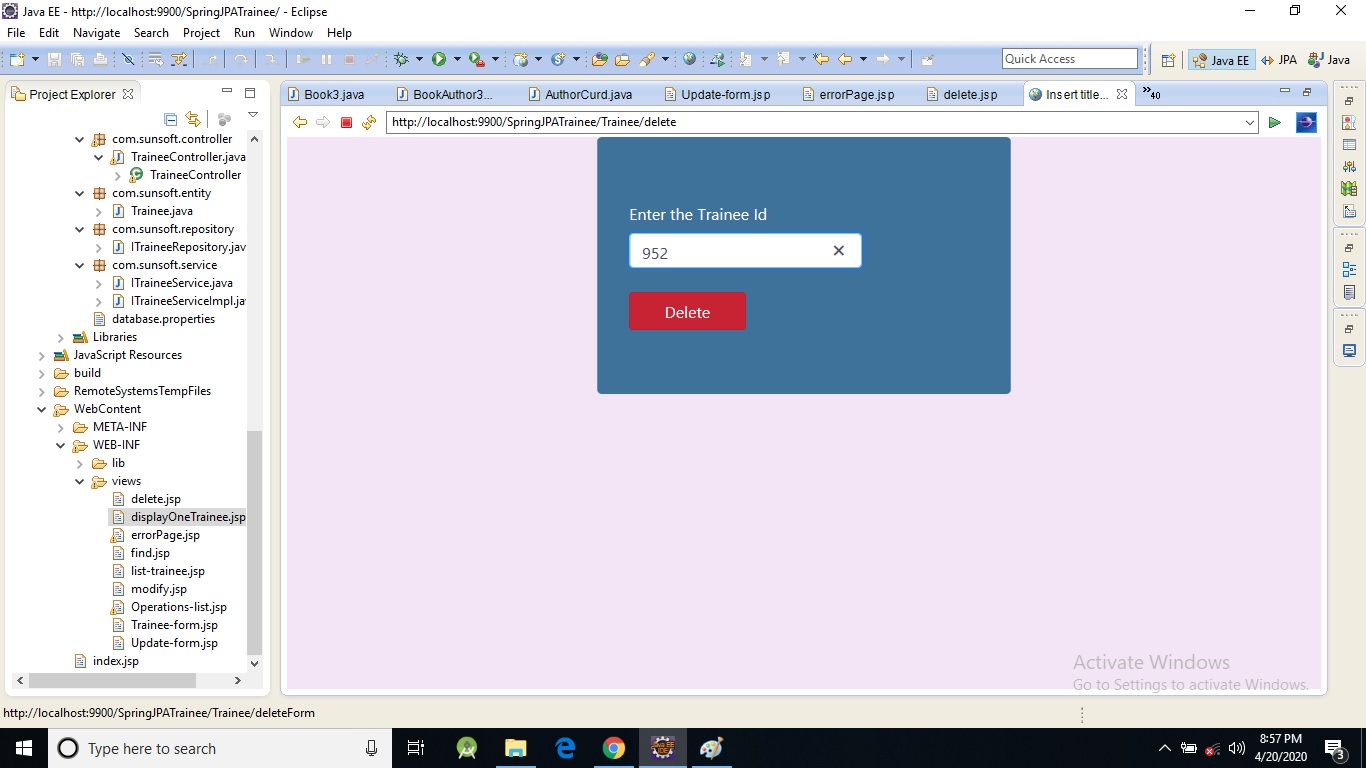 Java EE - http://localhost:9900/SpringJPATrainee/ - Eclipse
File Edit Navigate Search Project Run Window Help
Quick Access
Java EE JPA Java
Project Explorer
Book3.java BookAuthor3... AuthorCurd.java Update-form.jsp errorPage.jsp delete.jsp Insert title... »40
http://localhost:9900/SpringJPATrainee/Trainee/delete
com.sunsoft.controller
TraineeController.java
TraineeController
com.sunsoft.entity
Trainee.java
com.sunsoft.repository
ITraineeRepository.jav
com.sunsoft.service
ITraineeService.java
ITraineeServiceImpl.ja
database.properties
Libraries
JavaScript Resources
build
RemoteSystemsTempFiles
WebContent
META-INF
WEB-INF
lib
views
delete.jsp
displayOneTrainee.jsp
errorPage.jsp
find.jsp
list-trainee.jsp
modify.jsp
Operations-list.jsp
Trainee-form.jsp
Update-form.jsp
index.jsp
Enter the Trainee Id
952
Delete
Activate Windows
Go to Settings to activate Windows.
http://localhost:9900/SpringJPATrainee/Trainee/deleteForm
Type here to search
8:57 PM
4/20/2020
3